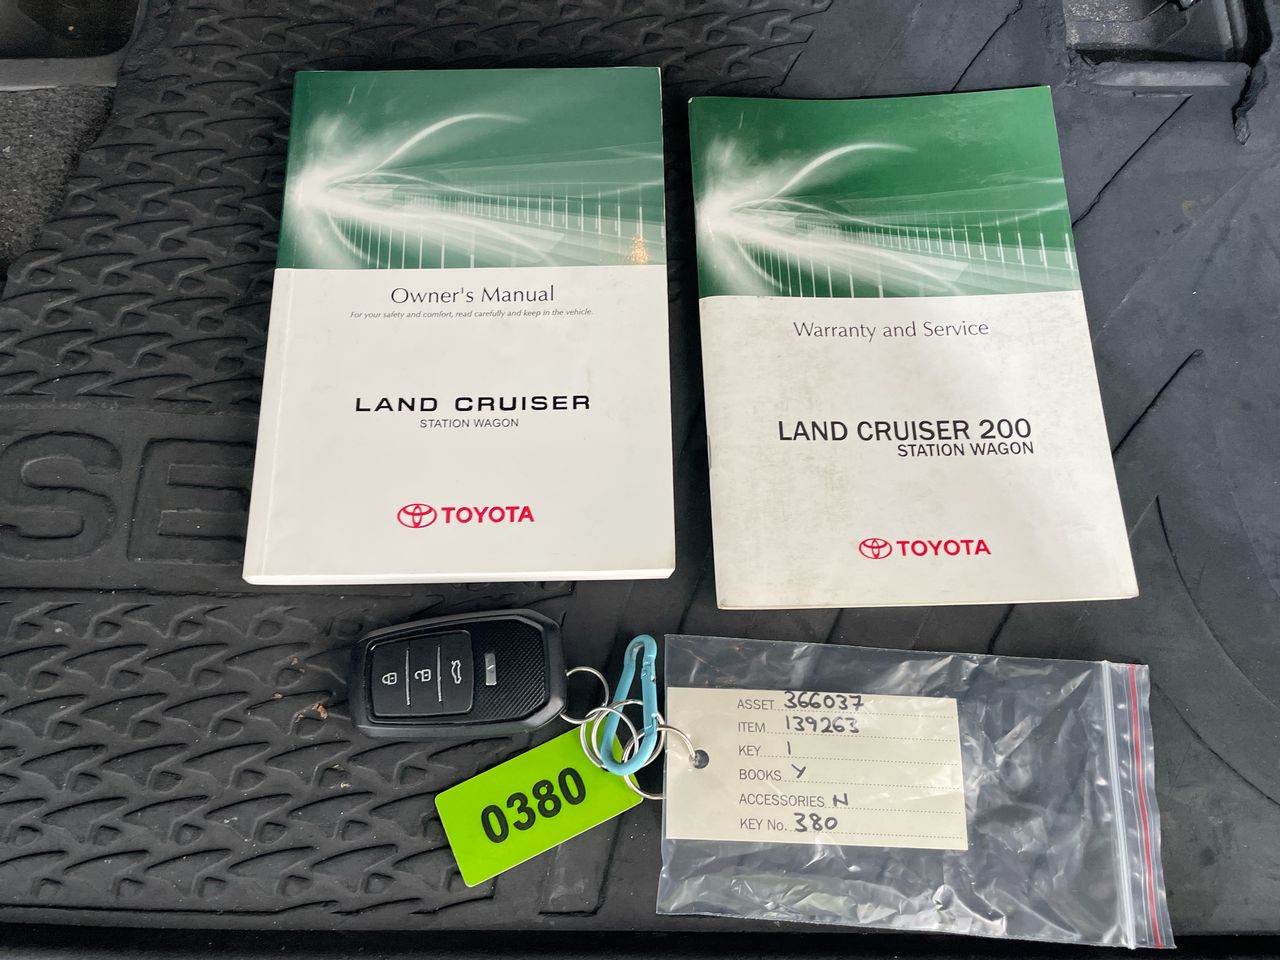 Owner's Manual
For your safety and comfort, read carefully and keep in the vehicle.
LAND CRUISER
STATION WAGON
TOYOTA
Warranty and Service
LAND CRUISER 200
STATION WAGON
TOYOTA
SE
0380
ASSET 366037
ITEM 139263
KEY 1
BOOKS Y
ACCESSORIES N
KEY No. 380